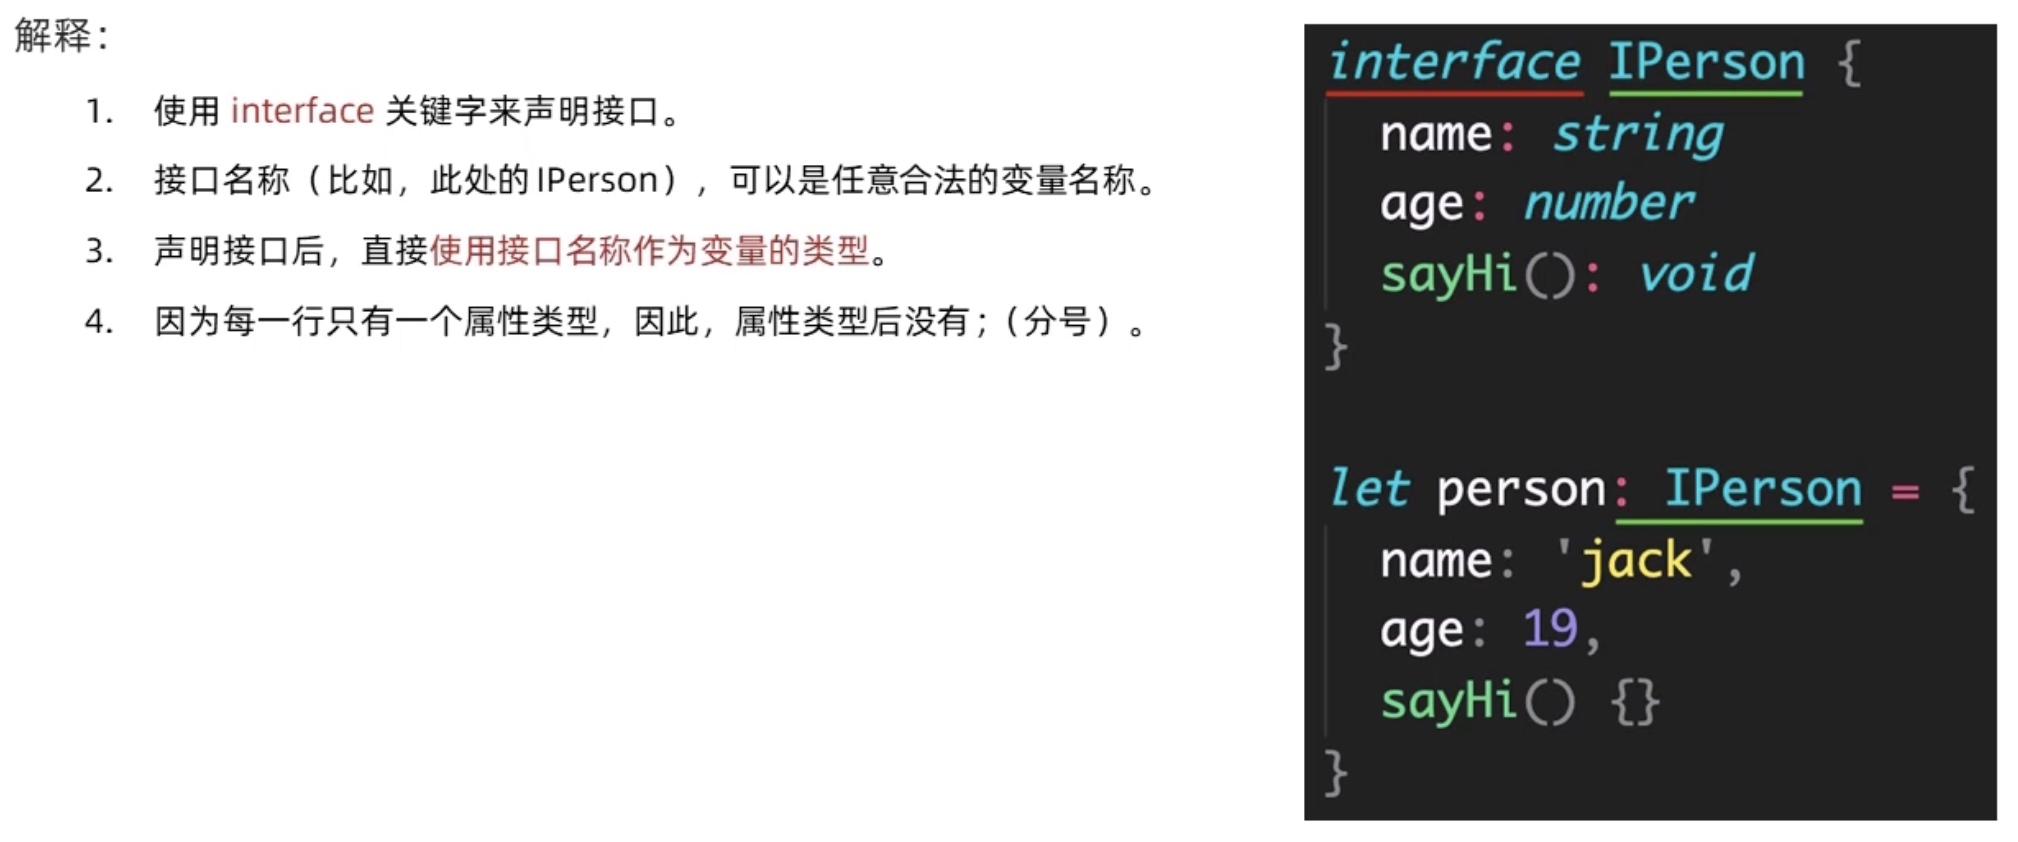 解释：
1. 使用 interface 关键字来声明接口。
2. 接口名称（比如，此处的 IPerson），可以是任意合法的变量名称。
3. 声明接口后，直接使用接口名称作为变量的类型。
4. 因为每一行只有一个属性类型，因此，属性类型后没有；（分号）。
interface IPerson {
name: string
age: number
sayHi(): void
}
let person: IPerson = {
name: 'jack',
age: 19,
sayHi() {}
}